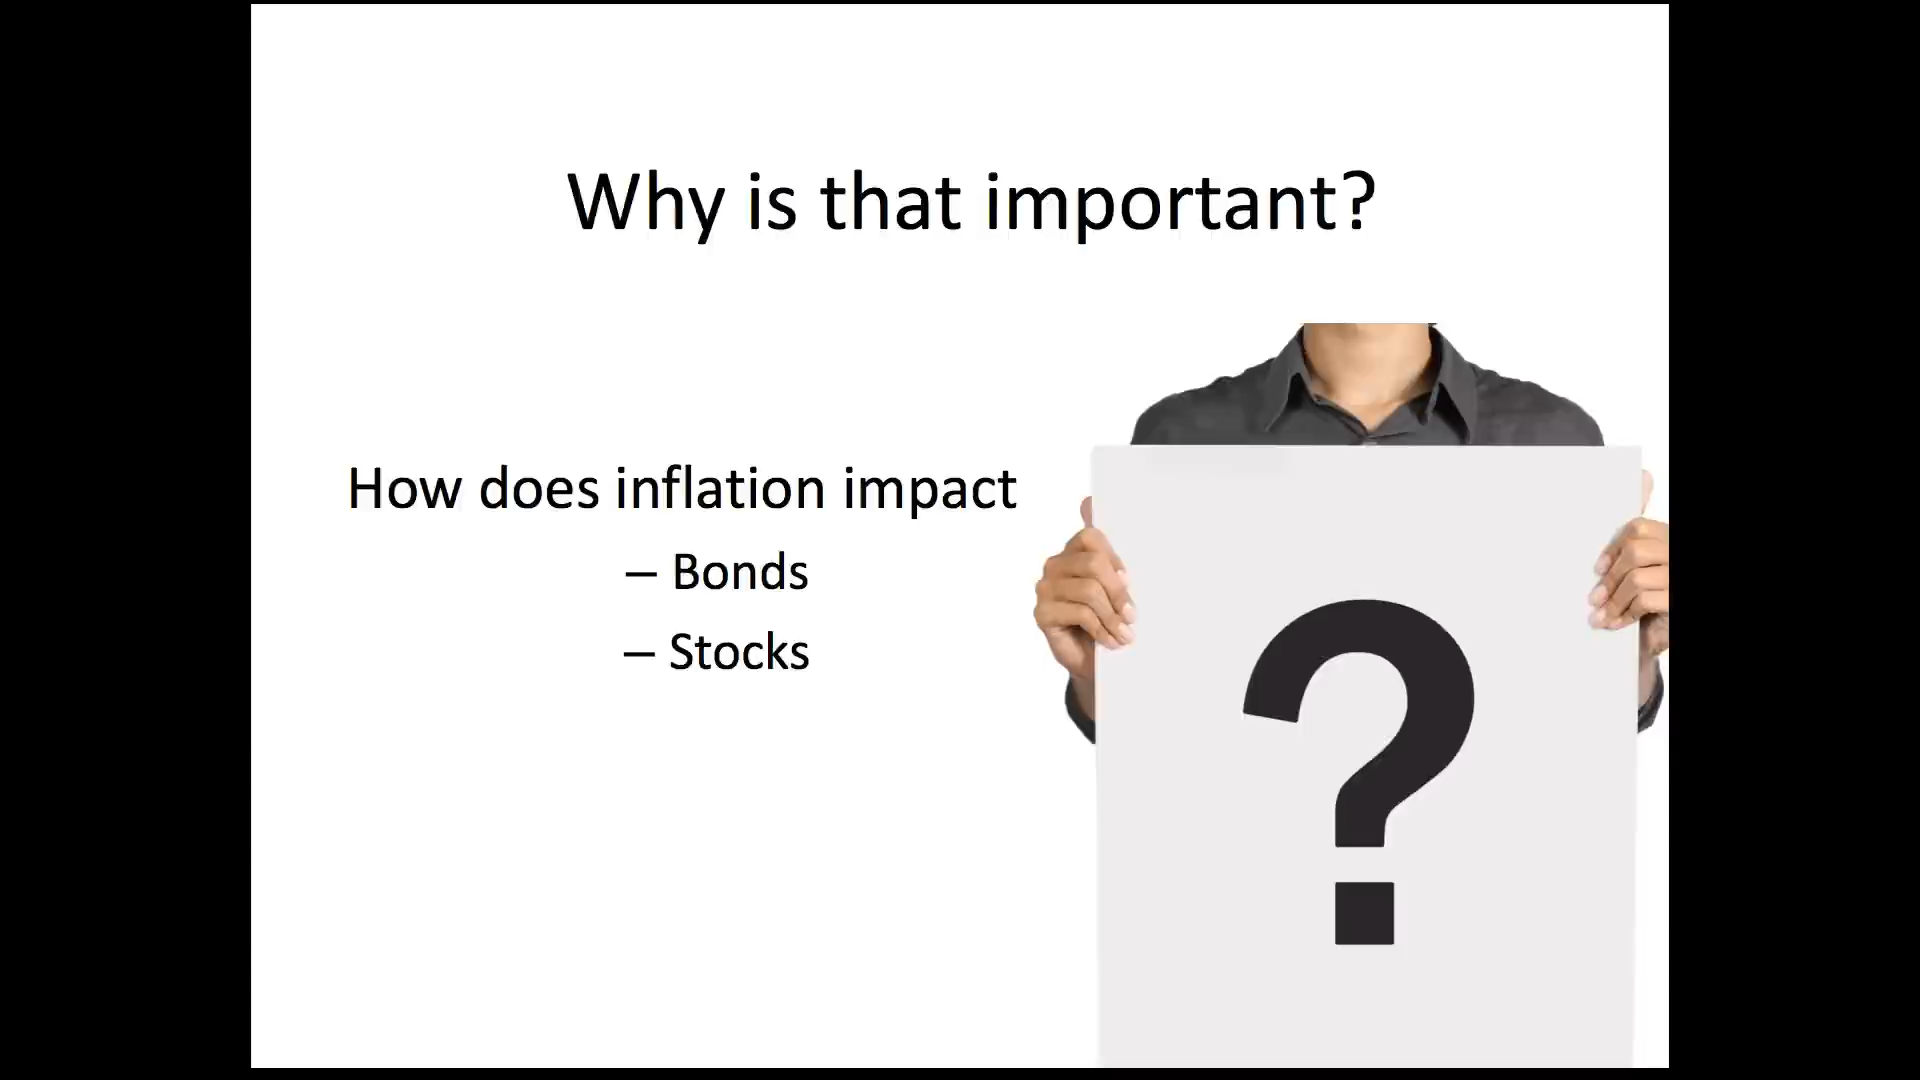 Why is that important?
How does inflation impact
– Bonds
– Stocks
?